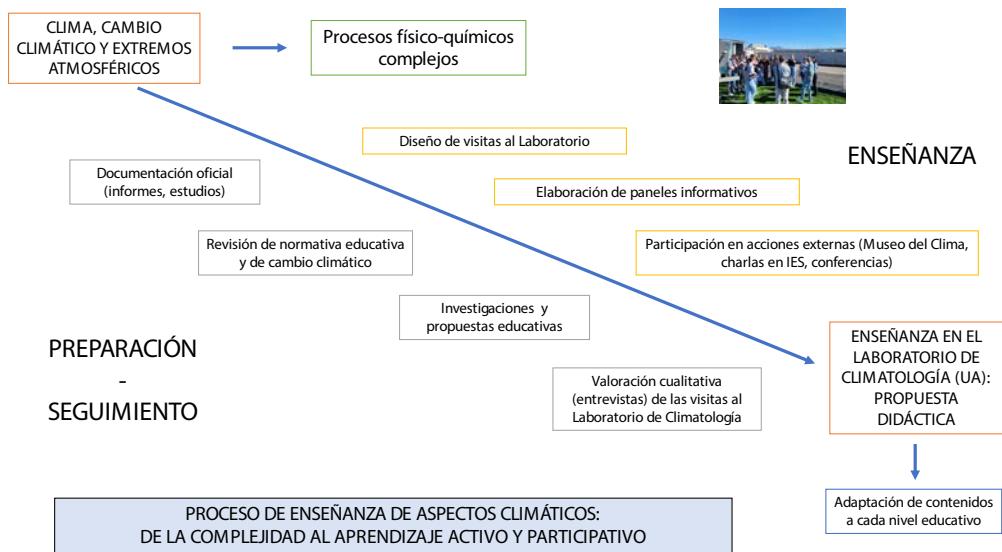 CLIMA, CAMBIO
CLIMÁTICO Y EXTREMOS
ATMOSFÉRICOS
Procesos físico-químicos
complejos
Diseño de visitas al Laboratorio
ENSEÑANZA
Documentación oficial
(informes, estudios)
Elaboración de paneles informativos
Revisión de normativa educativa
y de cambio climático
Participación en acciones externas (Museo del Clima,
charlas en IES, conferencias)
Investigaciones y
propuestas educativas
PREPARACIÓN
-
SEGUIMIENTO
ENSEÑANZA EN EL
LABORATORIO DE
CLIMATOLOGÍA (UA):
PROPUESTA
DIDÁCTICA
Valoración cualitativa
(entrevistas) de las visitas al
Laboratorio de Climatología
Adaptación de contenidos
a cada nivel educativo
PROCESO DE ENSEÑANZA DE ASPECTOS CLIMÁTICOS:
DE LA COMPLEJIDAD AL APRENDIZAJE ACTIVO Y PARTICIPATIVO